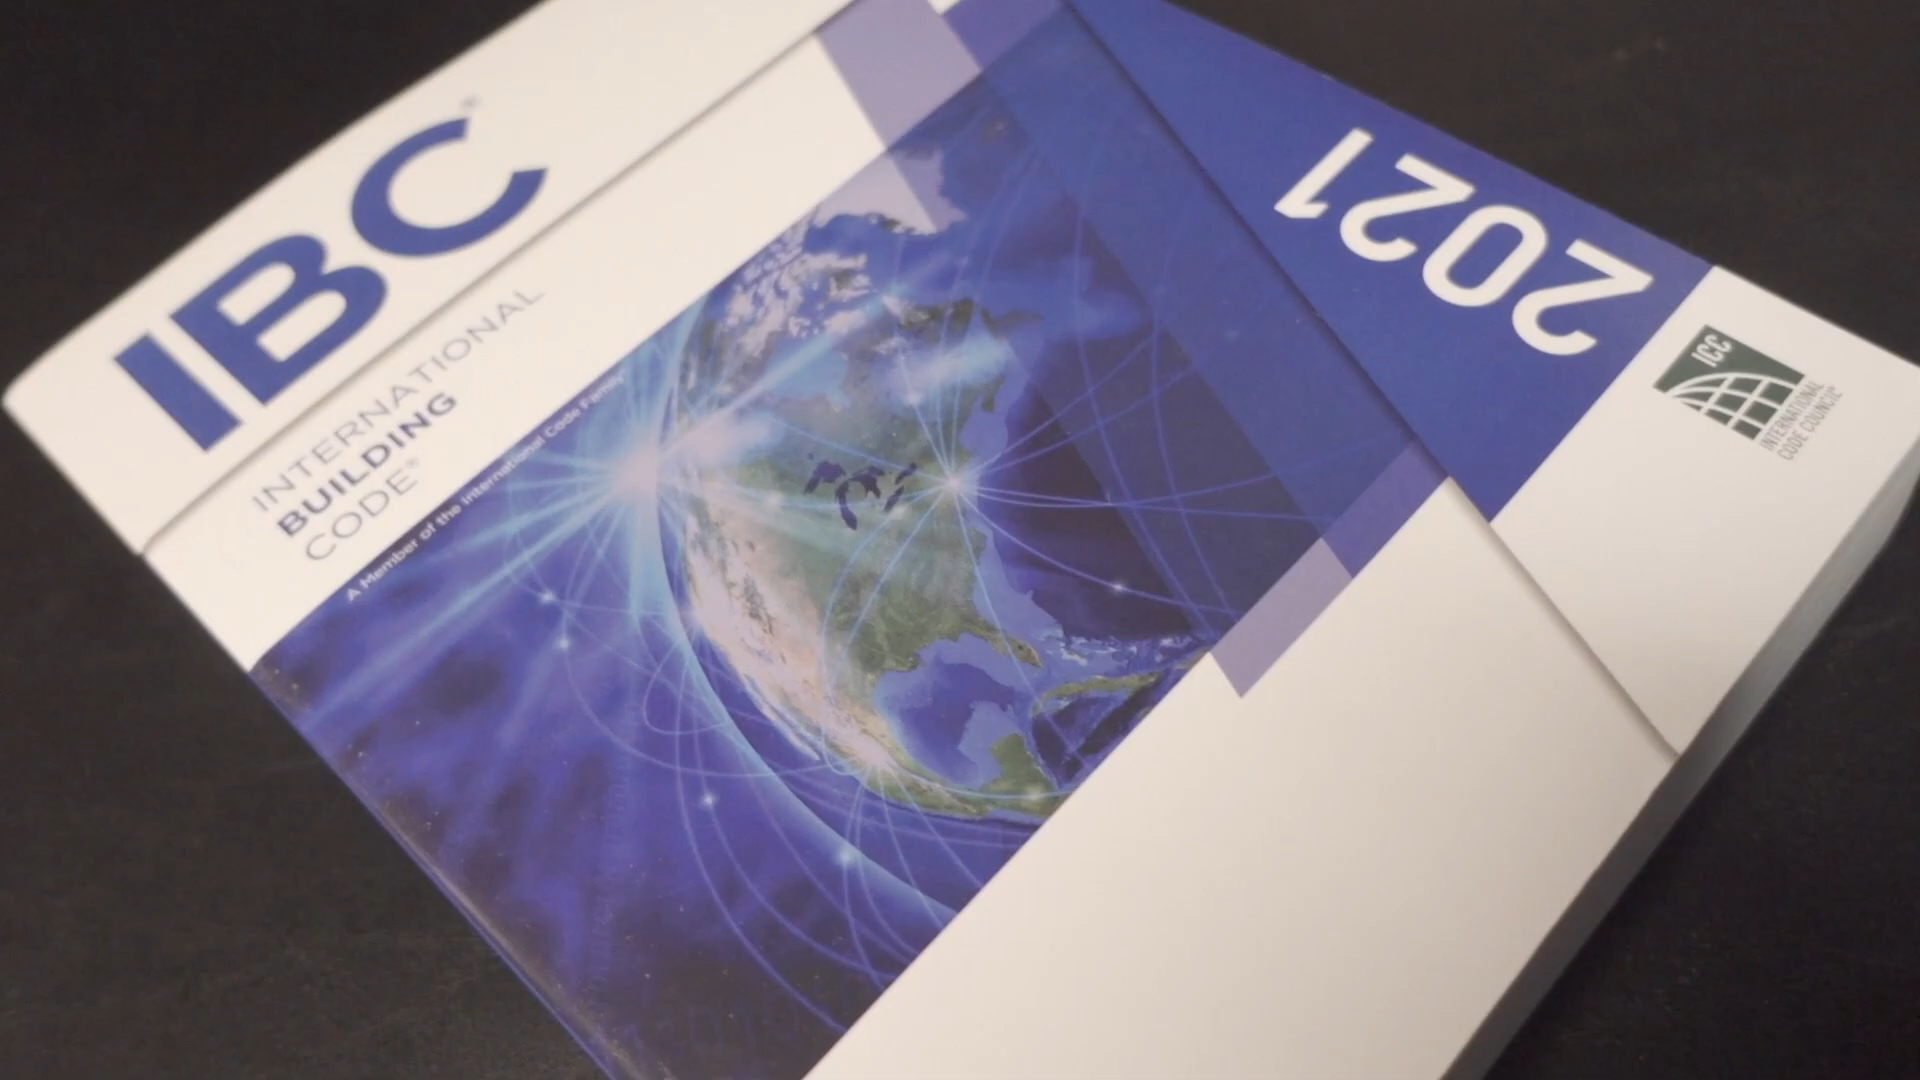 IBC®
INTERNATIONAL
BUILDING
CODE®
A Member of the International Code Family®
2021
ICC
INTERNATIONAL
CODE COUNCIL®